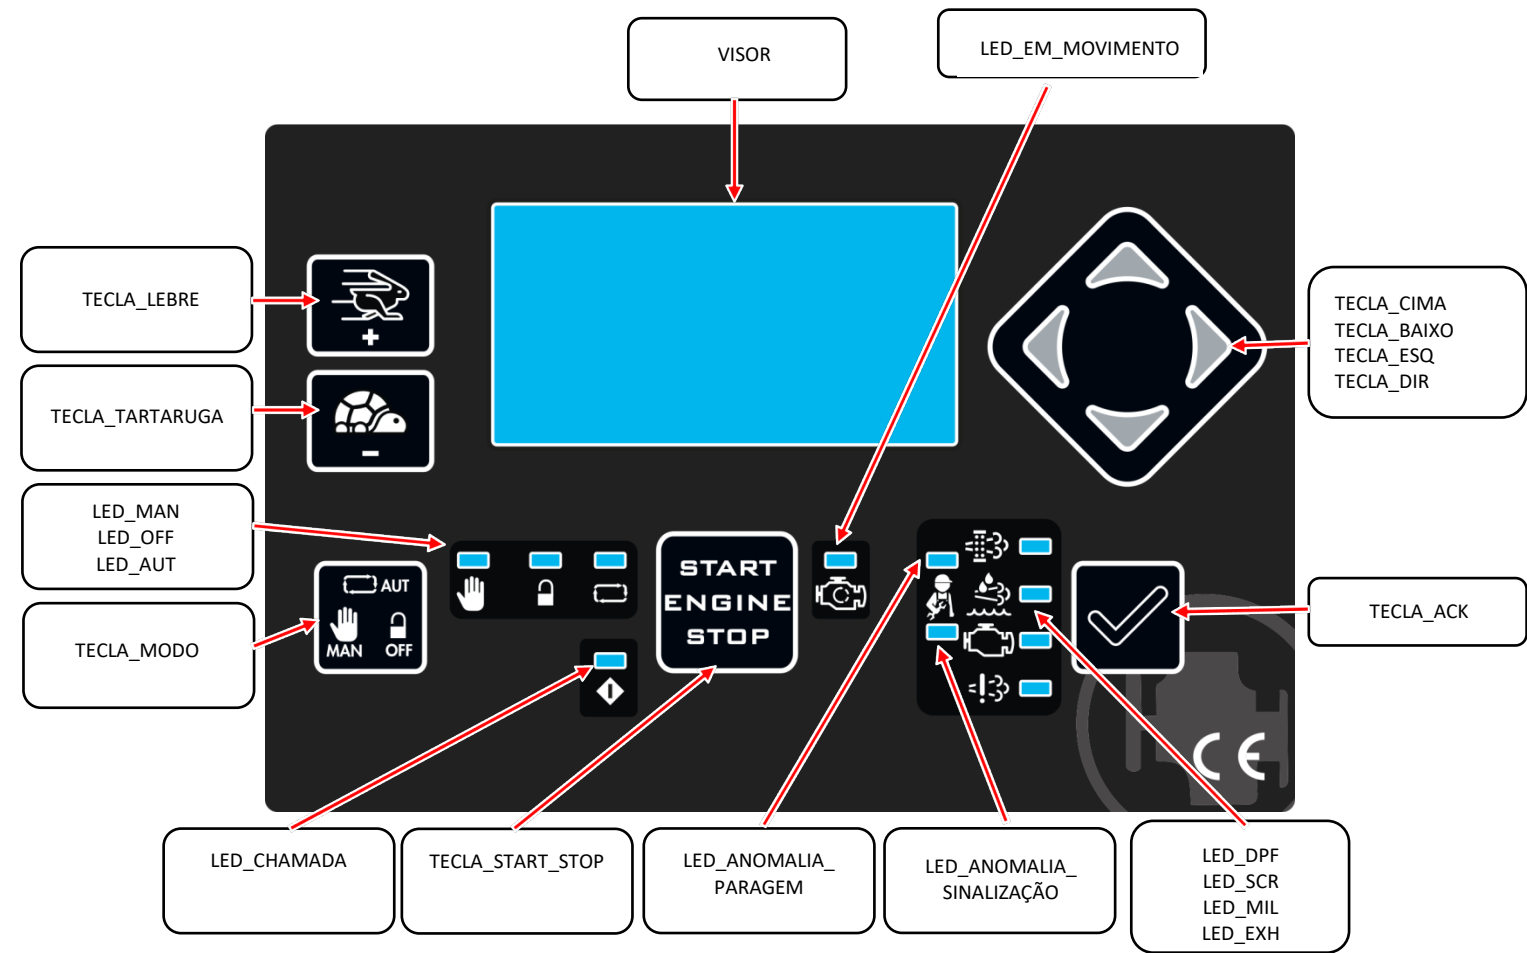 VISOR
LED_EM_MOVIMENTO
TECLA_LEBRE
+
TECLA_CIMA
TECLA_BAIXO
TECLA_ESQ
TECLA_DIR
TECLA_TARTARUGA
-
LED_MAN
LED_OFF
LED_AUT
START
ENGINE
STOP
AUT
MAN OFF
TECLA_MODO
TECLA_ACK
CE
LED_CHAMADA
TECLA_START_STOP
LED_ANOMALIA_
PARAGEM
LED_ANOMALIA_
SINALIZAÇÃO
LED_DPF
LED_SCR
LED_MIL
LED_EXH